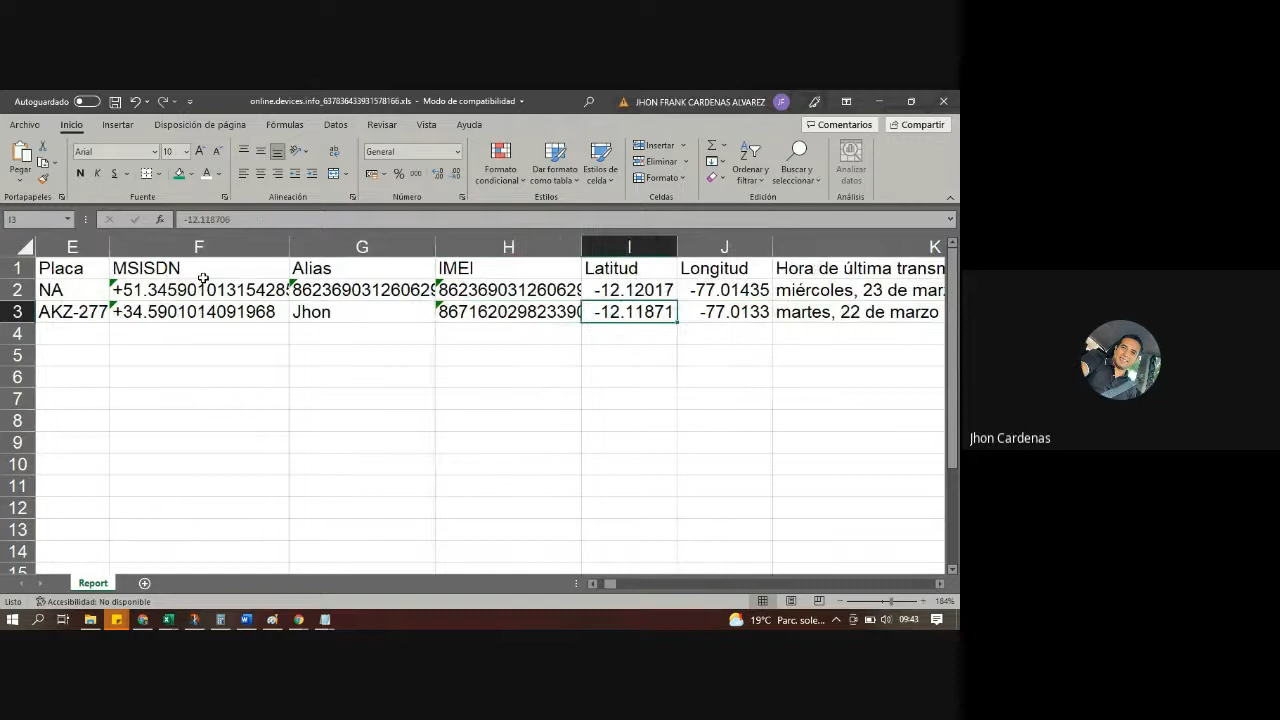 Autoguardado
online.devices.info_637836433931578166.xls - Modo de compatibilidad
JHON FRANK CARDENAS ALVAREZ JF
Archivo Inicio Insertar Disposición de página Fórmulas Datos Revisar Vista Ayuda Comentarios Compartir
Pegar
Arial 10
N K S
General
Formato condicional
Dar formato como tabla
Estilos de celda
Insertar
Eliminar
Formato
Ordenar y filtrar
Buscar y seleccionar
Analizar datos
Portapapeles Fuente Alineación Número Estilos Celdas Edición Análisis
I3 fx -12.118706
E F G H I J K
1 Placa MSISDN Alias IMEI Latitud Longitud Hora de última transm
2 NA +51.34590101315428 862369031260629 862369031260629 -12.12017 -77.01435 miércoles, 23 de mar
3 AKZ-277 +34.5901014091968 Jhon 867162029823390 -12.11871 -77.0133 martes, 22 de marzo
4
5
6
7
8
9
10
11
12
13
14
15
Report
Listo Accesibilidad: No disponible 184%
19°C Parc. sole... 09:43
Jhon Cardenas